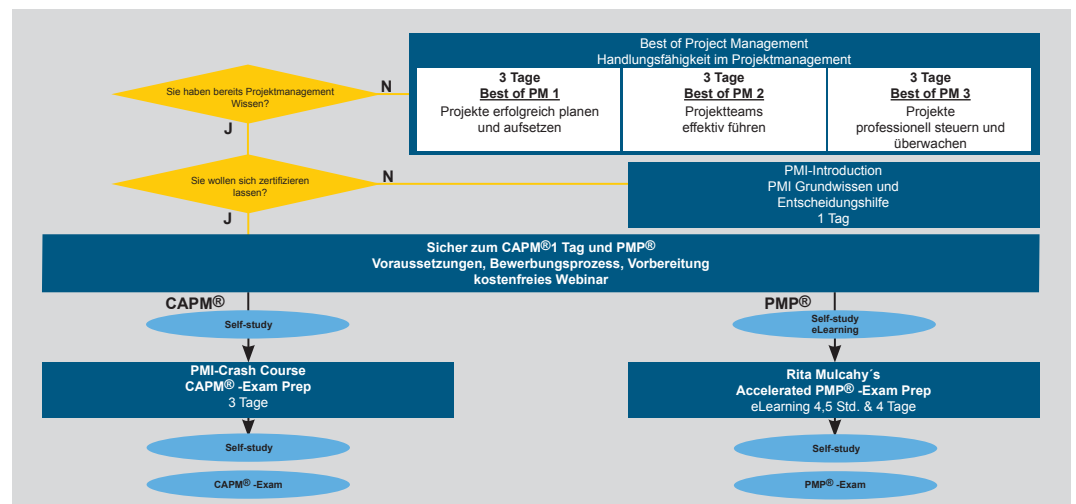 Best of Project Management
Handlungsfähigkeit im Projektmanagement
Sie haben bereits Projektmanagement
Wissen?
N
J
3 Tage
Best of PM 1
Projekte erfolgreich planen
und aufsetzen
3 Tage
Best of PM 2
Projektteams
effektiv führen
3 Tage
Best of PM 3
Projekte
professionell steuern und
überwachen
Sie wollen sich zertifizieren
lassen?
N
J
PMI-Introduction
PMI Grundwissen und
Entscheidungshilfe
1 Tag
Sicher zum CAPM®1 Tag und PMP®
Voraussetzungen, Bewerbungsprozess, Vorbereitung
kostenfreies Webinar
CAPM®
Self-study
PMI-Crash Course
CAPM® -Exam Prep
3 Tage
Self-study
CAPM® -Exam
PMP®
Self-study
eLearning
Rita Mulcahy´s
Accelerated PMP® -Exam Prep
eLearning 4,5 Std. & 4 Tage
Self-study
PMP® -Exam